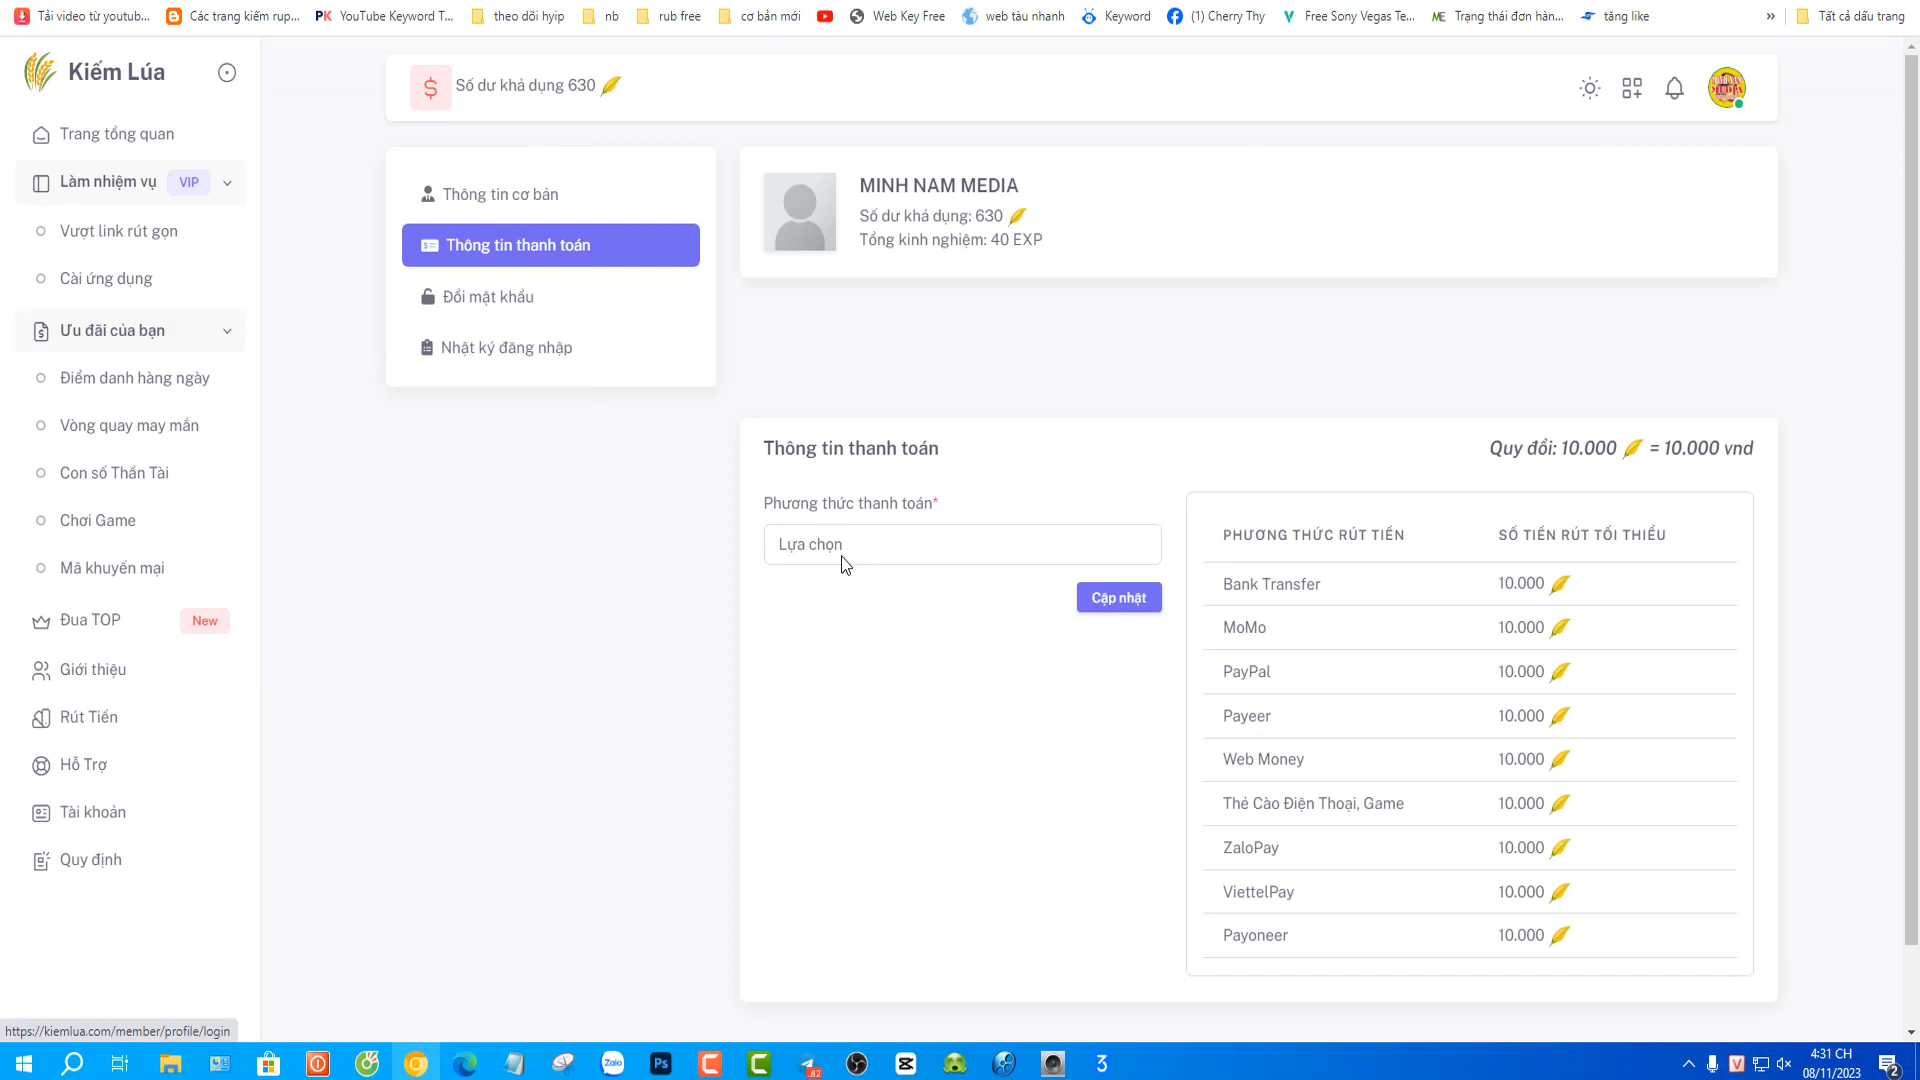 Tải video từ youtub...
Các trang kiếm rup...
PK YouTube Keyword T...
theo dõi hyip
nb
rub free
cơ bản mới
Web Key Free
web tàu nhanh
Keyword
(1) Cherry Thy
Free Sony Vegas Te...
ME Trạng thái đơn hàn...
tăng like
»
Tất cả dấu trang
Kiếm Lúa
Trang tổng quan
Làm nhiệm vụ VIP
Vượt link rút gọn
Cài ứng dụng
Ưu đãi của bạn
Điểm danh hàng ngày
Vòng quay may mắn
Con số Thần Tài
Chơi Game
Mã khuyến mại
Đua TOP New
Giới thiệu
Rút Tiền
Hỗ Trợ
Tài khoản
Quy định
$ Số dư khả dụng 630
Thông tin cơ bản
Thông tin thanh toán
Đổi mật khẩu
Nhật ký đăng nhập
MINH NAM MEDIA
Số dư khả dụng: 630
Tổng kinh nghiệm: 40 EXP
Thông tin thanh toán
Quy đổi: 10.000 = 10.000 vnd
Phương thức thanh toán*
Lựa chọn
Cập nhật
PHƯƠNG THỨC RÚT TIỀN SỐ TIỀN RÚT TỐI THIỂU
Bank Transfer 10.000
MoMo 10.000
PayPal 10.000
Payeer 10.000
Web Money 10.000
Thẻ Cào Điện Thoại, Game 10.000
ZaloPay 10.000
ViettelPay 10.000
Payoneer 10.000
https://kiemlua.com/member/profile/login
Zalo
Ps
82
3
V
4:31 CH
08/11/2023
2